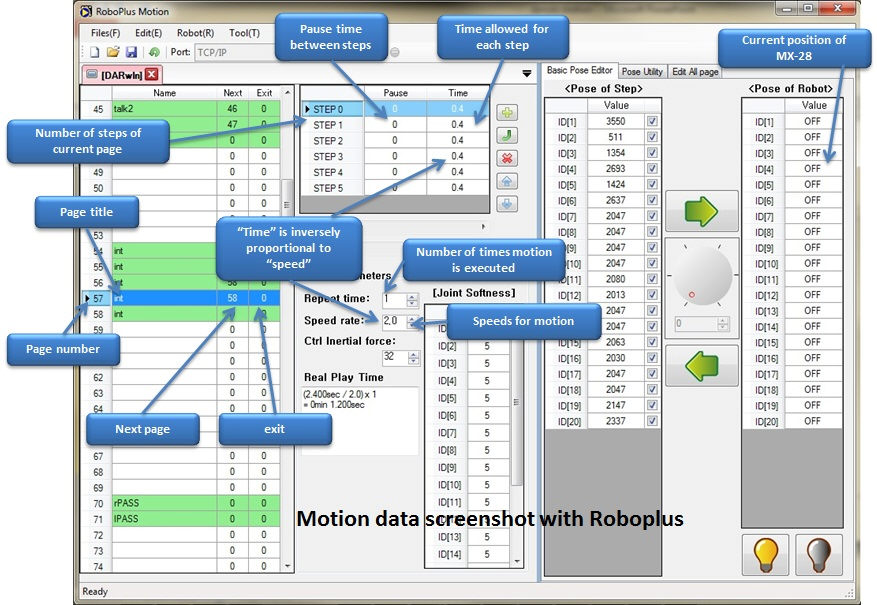 RoboPlus Motion
Files(F) Edit(E) Robot(R) Tool(T)
Port: TCP/IP
Pause time
between steps
Time allowed for
each step
Current position of
MX-28
[DARwIn]
Name Next Exit
45 talk2 46 0
47 0
0 0
Number of steps of
current page
49 0 0
50 0 0
Page title
53
int
55 int
56 int 58 0
57 int 58 0
58 int 0 0
59 0 0
Page number
62 0 0
63 0 0
64 0 0
Next page
exit
67 0 0
68 0 0
69 0 0
70 rPASS 0 0
71 lPASS 0 0
72 0 0
73 0 0
74 0 0
Pause Time
STEP 0 0 0.4
STEP 1 0 0.4
STEP 2 0 0.4
STEP 3 0 0.4
STEP 4 0 0.4
STEP 5 0 0.4
“Time” is inversely
proportional to
“speed”
Number of times motion
is executed
Repeat time: 1
Speed rate: 2,0
Speeds for motion
Ctrl Inertial force:
32
Real Play Time
(2.400sec / 2.0) x 1
= 0min 1.200sec
[Joint Softness]
ID[2] 5
ID[3] 5
ID[4] 5
ID[5] 5
ID[6] 5
ID[7] 5
ID[8] 5
ID[9] 5
ID[10] 5
ID[11] 5
Motion data screenshot with Roboplus
ID[13] 5
ID[14] 5
Basic Pose Editor Pose Utility Edit All page
<Pose of Step>
Value
ID[1] 3550
ID[2] 511
ID[3] 1354
ID[4] 2693
ID[5] 1424
ID[6] 2637
ID[7] 2047
ID[8] 2047
ID[9] 2047
ID[10] 2047
ID[11] 2080
ID[12] 2013
2047
2047
ID[15] 2063
ID[16] 2030
ID[17] 2047
ID[18] 2047
ID[19] 2147
ID[20] 2337
0
<Pose of Robot>
Value
ID[1] OFF
ID[2] OFF
ID[3] OFF
ID[4] OFF
ID[5] OFF
ID[6] OFF
ID[7] OFF
ID[8] OFF
ID[9] OFF
ID[10] OFF
ID[11] OFF
ID[12] OFF
ID[13] OFF
ID[14] OFF
ID[15] OFF
ID[16] OFF
ID[17] OFF
ID[18] OFF
ID[19] OFF
ID[20] OFF
Ready